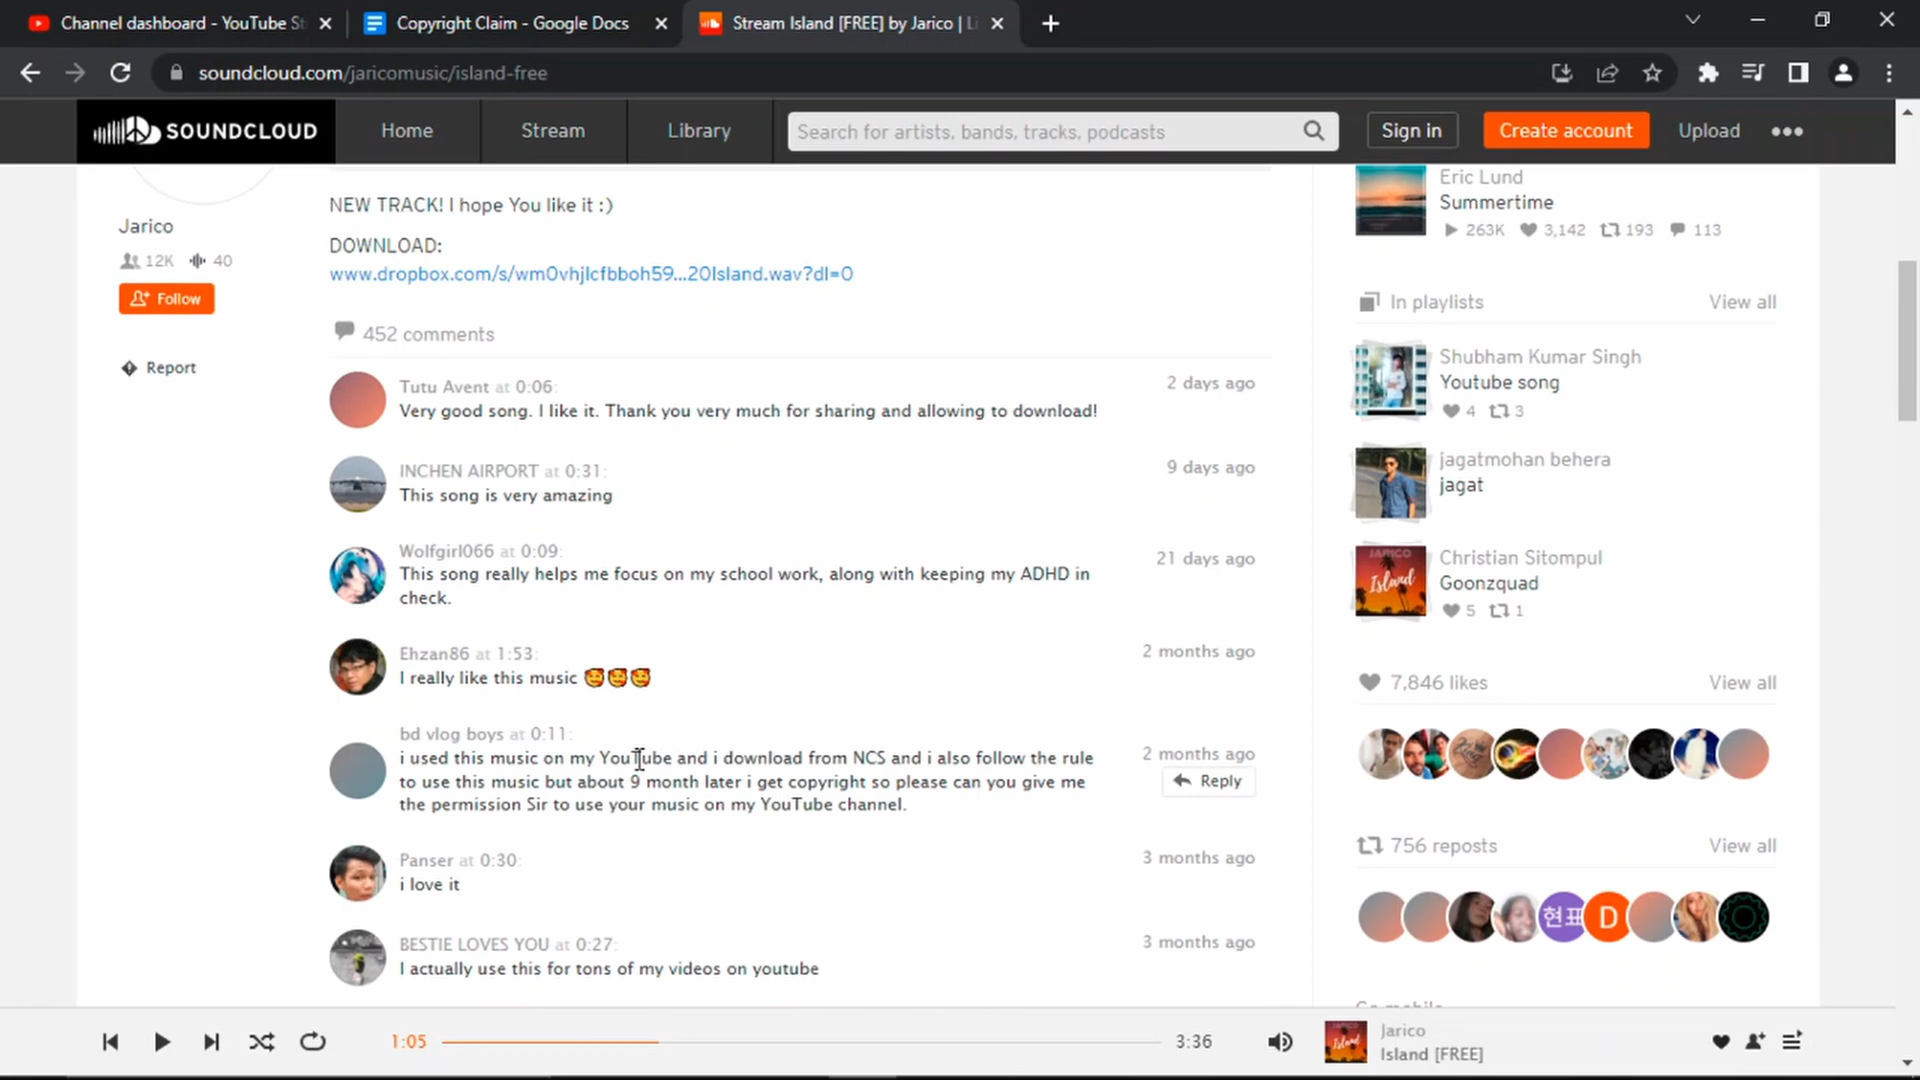 Channel dashboard - YouTube St
Copyright Claim - Google Docs
Stream Island [FREE] by Jarico | Li
soundcloud.com/jaricomusic/island-free
SOUNDCLOUD
Home
Stream
Library
Search for artists, bands, tracks, podcasts
Sign in
Create account
Upload
Jarico
12K 40
Follow
Report
NEW TRACK! I hope You like it :)
DOWNLOAD:
www.dropbox.com/s/wm0vhjlcfbboh59...20Island.wav?dl=0
452 comments
Tutu Avent at 0:06:
2 days ago
Very good song. I like it. Thank you very much for sharing and allowing to download!
INCHEN AIRPORT at 0:31:
9 days ago
This song is very amazing
Wolfgirl066 at 0:09:
21 days ago
This song really helps me focus on my school work, along with keeping my ADHD in
check.
Ehzan86 at 1:53:
2 months ago
I really like this music 🥰🥰🥰
bd vlog boys at 0:11:
2 months ago
i used this music on my YouTube and i download from NCS and i also follow the rule
to use this music but about 9 month later i get copyright so please can you give me
the permission Sir to use your music on my YouTube channel.
Reply
Panser at 0:30:
3 months ago
i love it
BESTIE LOVES YOU at 0:27:
3 months ago
I actually use this for tons of my videos on youtube
Eric Lund
Summertime
263K 3,142 193 113
In playlists
View all
Shubham Kumar Singh
Youtube song
4 3
jagatmohan behera
jagat
JARICO
Island
Christian Sitompul
Goonzquad
5 1
7,846 likes
View all
756 reposts
View all
현표
D
Go mobile
1:05
3:36
Island
Jarico
Island [FREE]